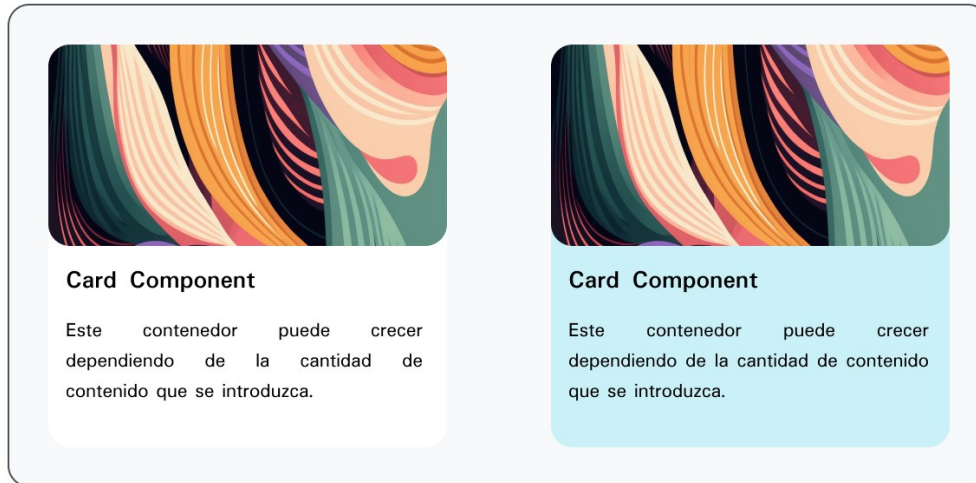 Card Component
Este contenedor puede crecer
dependiendo de la cantidad de
contenido que se introduzca.
Card Component
Este contenedor puede crecer
dependiendo de la cantidad de contenido
que se introduzca.